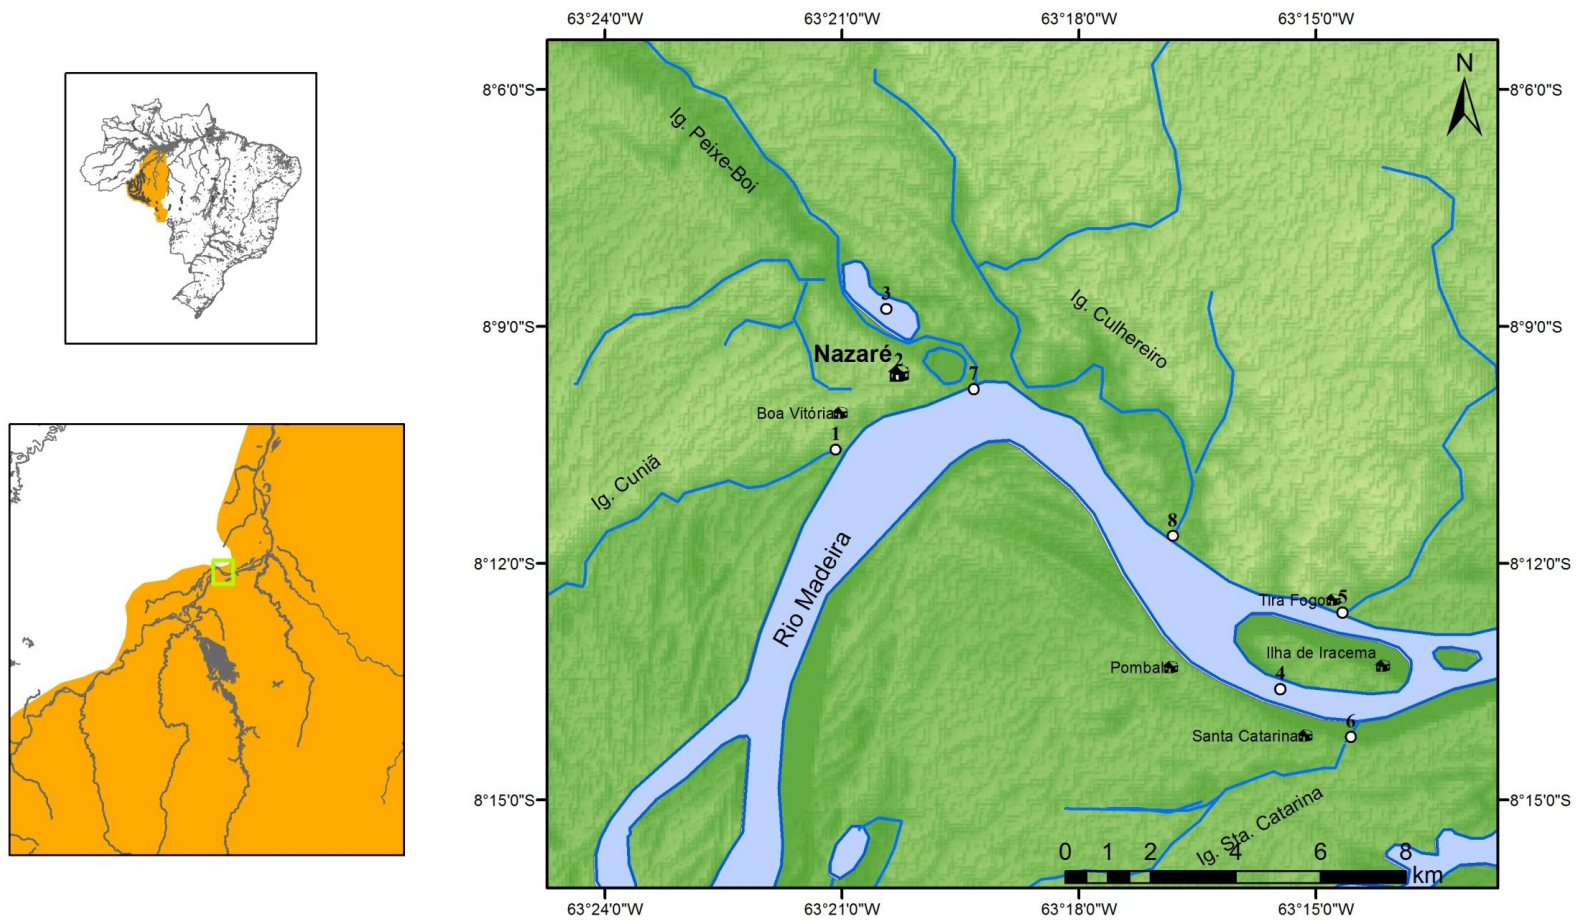 63°24'0"W 63°21'0"W 63°18'0"W 63°15'0"W
N
8°6'0"S 8°6'0"S
Ig. Peixe-Boi
3
Ig. Culhereiro
8°9'0"S 8°9'0"S
Nazaré
2
7
Boa Vitória
1
Ig. Cuniã
8
8°12'0"S 8°12'0"S
Rio Madeira
Tira Fogo
5
Ilha de Iracema
Pombal
4
6
Santa Catarina
8°15'0"S 8°15'0"S
Ig. Sta. Catarina
0 1 2 4 6 8
km
63°24'0"W 63°21'0"W 63°18'0"W 63°15'0"W